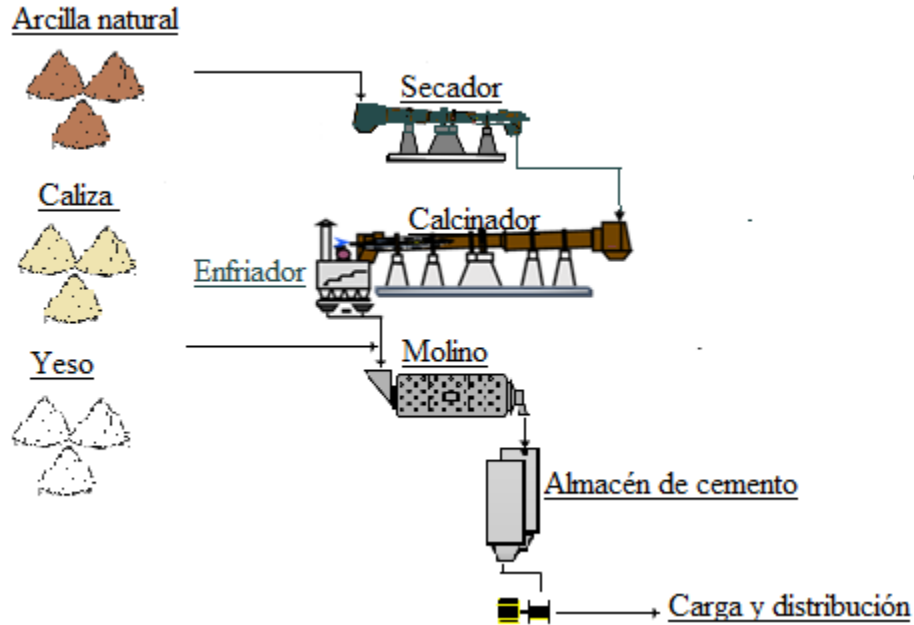 Arcilla natural
Secador
Caliza
Calcinador
Enfriador
Molino
Yeso
Almacén de cemento
Carga y distribución